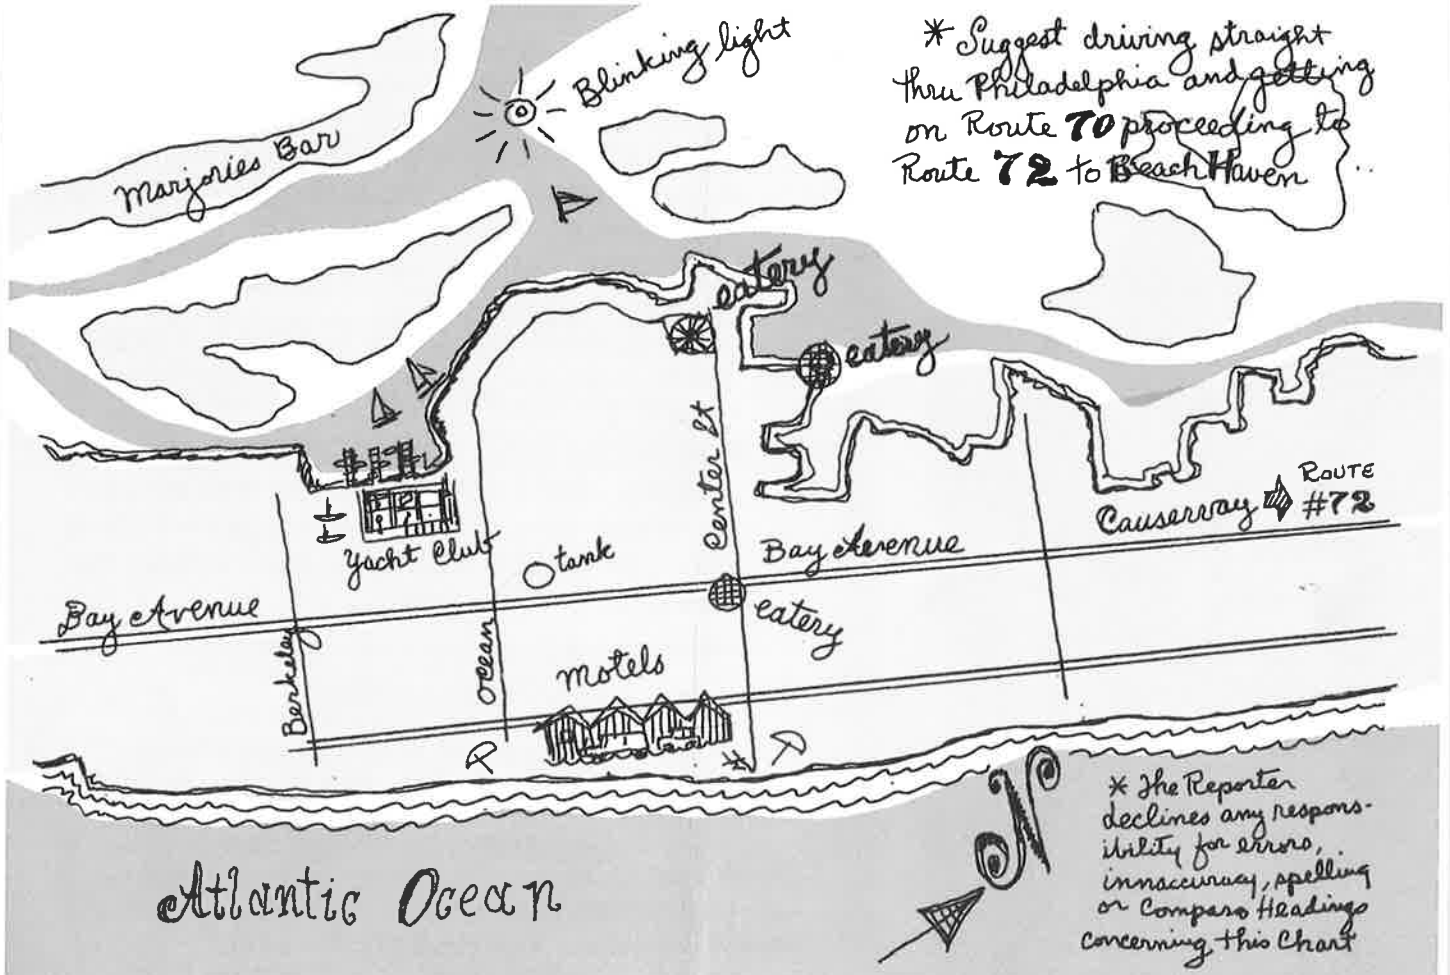 * Suggest driving straight
thru Philadelphia and getting
on Route 70 proceeding to
Route 72 to Beach Haven
Blinking light
Marjories Bar
eatery
eatery
Center St
Causeway
ROUTE
#72
Yacht Club
tank
Bay Avenue
Bay Avenue
eatery
Berkeley
Ocean
motels
*
N
* The Reporter
declines any respons-
ibility for errors,
innaccuracy, spelling
or Compass Headings
concerning this Chart
Atlantic Ocean